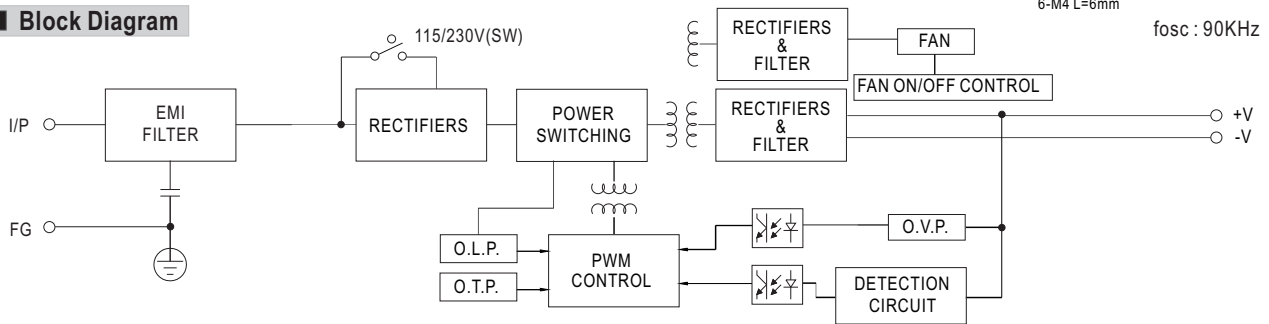 6-M4 L=6mm
Block Diagram
fosc : 90KHz
115/230V(SW)
RECTIFIERS
&
FILTER
FAN
FAN ON/OFF CONTROL
I/P
EMI
FILTER
RECTIFIERS
POWER
SWITCHING
RECTIFIERS
&
FILTER
+V
-V
FG
O.L.P.
O.T.P.
PWM
CONTROL
O.V.P.
DETECTION
CIRCUIT